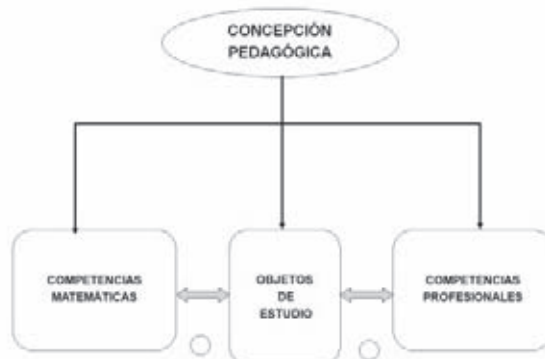 CONCEPCIÓN
PEDAGÓGICA
COMPETENCIAS
MATEMÁTICAS
OBJETOS
DE
ESTUDIO
COMPETENCIAS
PROFESIONALES